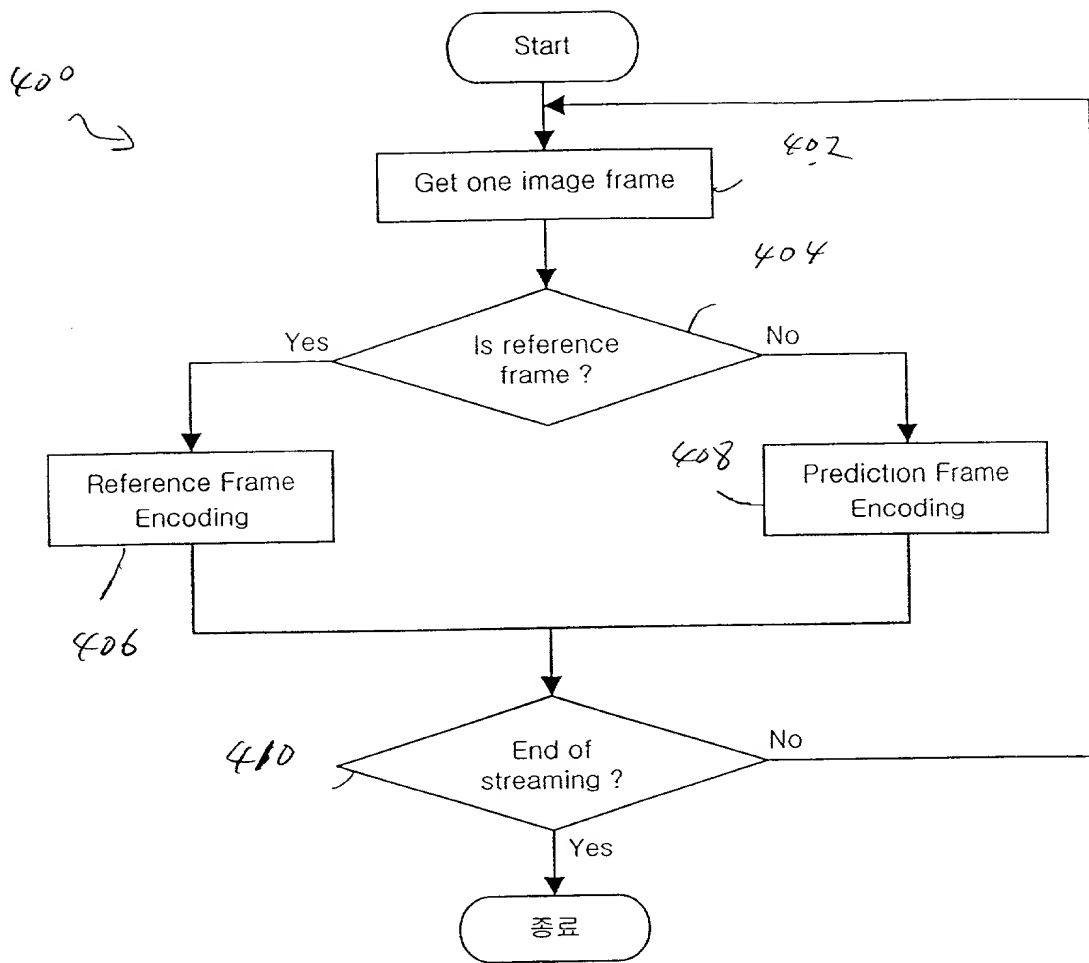 Start
400
Get one image frame
402
404
Yes
Is reference
frame ?
No
Reference Frame
Encoding
408
Prediction Frame
Encoding
406
410
End of
streaming ?
No
Yes
종료